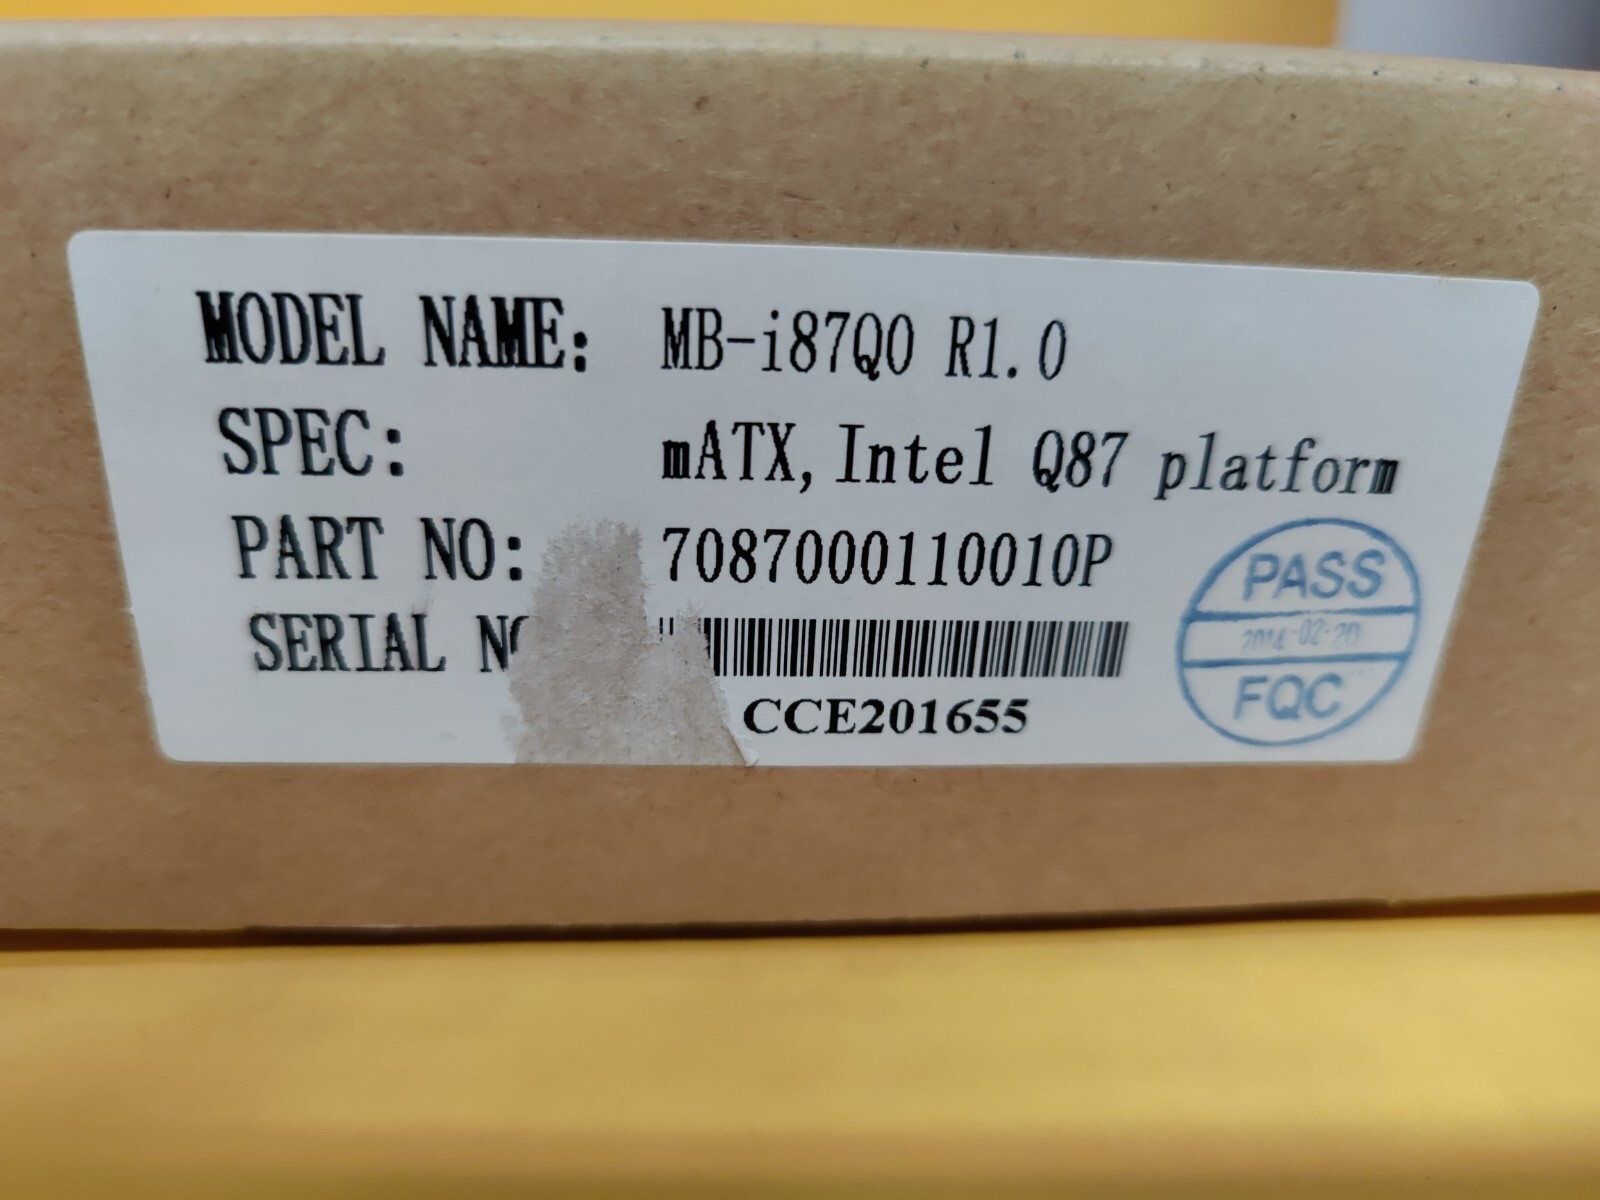 MODEL NAME: MB-i87Q0 R1.0
SPEC: mATX, Intel Q87 platform
PART NO: 7087000110010P
SERIAL
CCE201655
PASS
2014-02-20
FQC